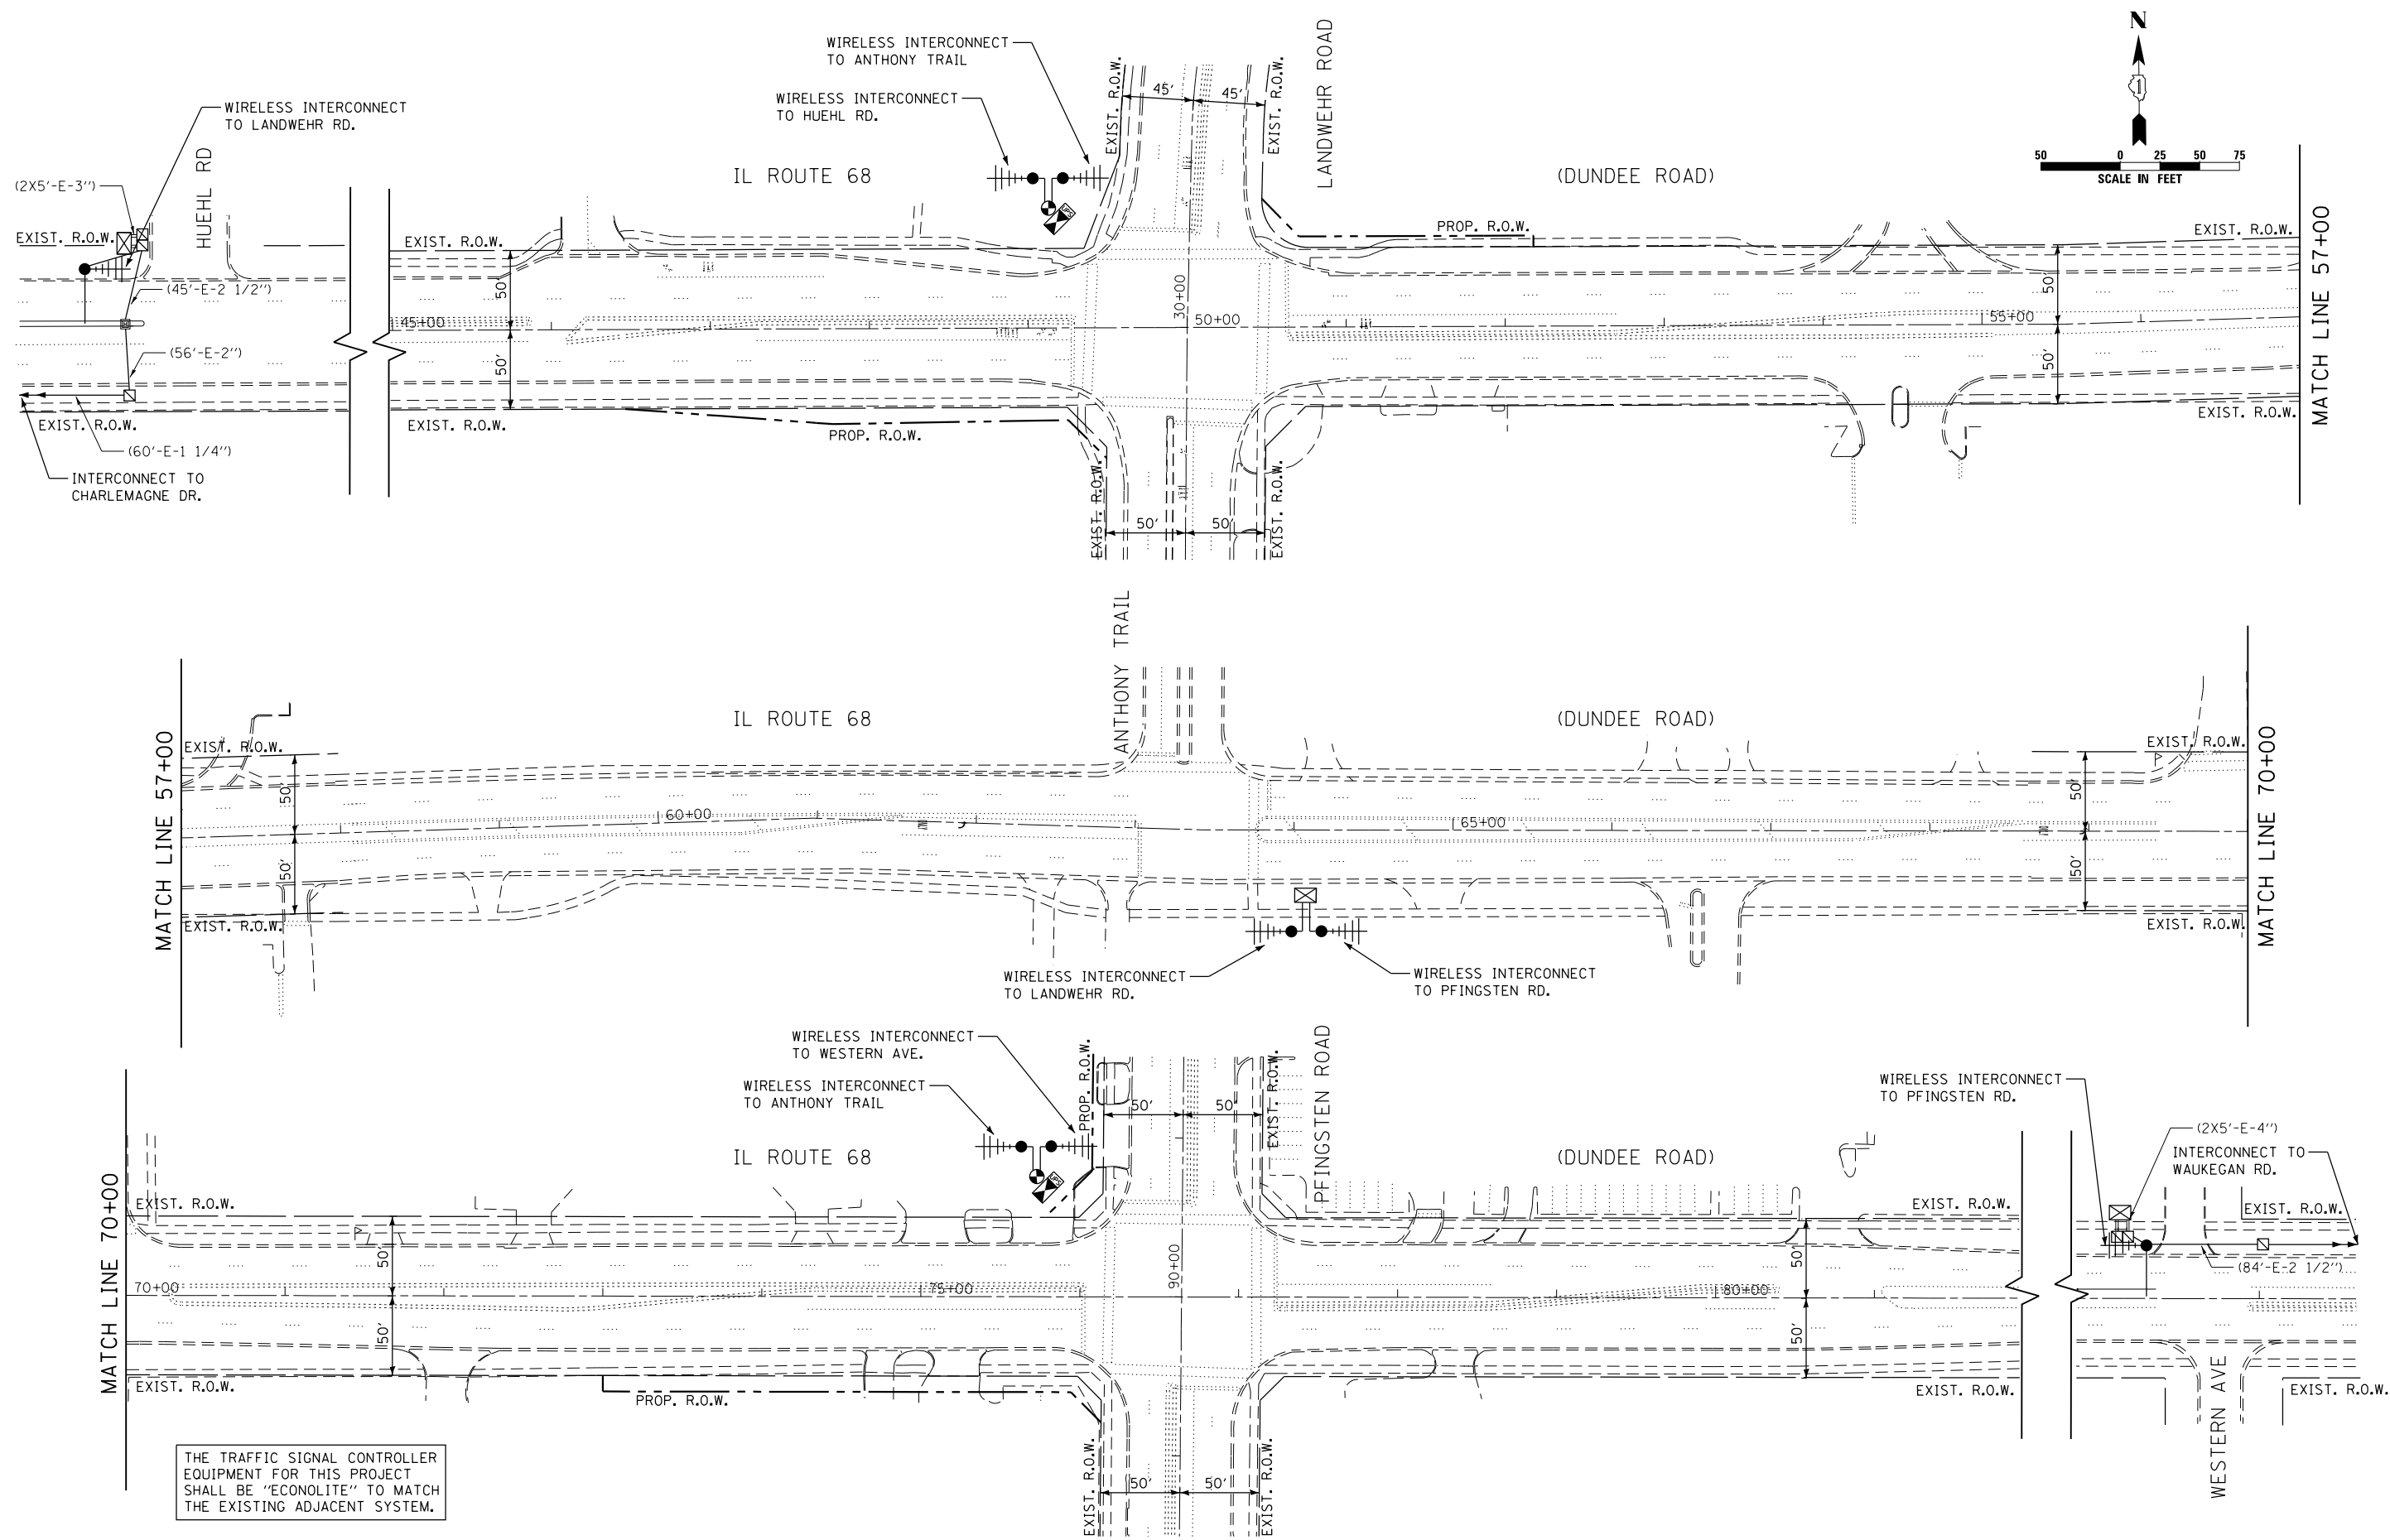 WIRELESS INTERCONNECT
TO ANTHONY TRAIL
WIRELESS INTERCONNECT
TO HUEHL RD.
WIRELESS INTERCONNECT
TO LANDWEHR RD.
(2X5'-E-3")
HUEHL RD
EXIST. R.O.W.
(45'-E-2 1/2")
(56'-E-2")
EXIST. R.O.W.
(60'-E-1 1/4")
INTERCONNECT TO
CHARLEMAGNE DR.
IL ROUTE 68
EXIST. R.O.W.
50'
45+00
50'
EXIST. R.O.W.
PROP. R.O.W.
UPS
EXIST. R.O.W.
45'
45'
EXIST. R.O.W.
LANDWEHR ROAD
30+00
50+00
EXIST. R.O.W.
50'
50'
EXIST. R.O.W.
(DUNDEE ROAD)
PROP. R.O.W.
N
1
50
0
25
50
75
SCALE IN FEET
EXIST. R.O.W.
50'
55+00
50'
EXIST. R.O.W.
MATCH LINE 57+00
MATCH LINE 57+00
EXIST. R.O.W.
50'
50'
EXIST. R.O.W.
IL ROUTE 68
60+00
ANTHONY TRAIL
(DUNDEE ROAD)
65+00
WIRELESS INTERCONNECT
TO LANDWEHR RD.
WIRELESS INTERCONNECT
TO PFINGSTEN RD.
EXIST. R.O.W.
50'
50'
EXIST. R.O.W.
MATCH LINE 70+00
MATCH LINE 70+00
EXIST. R.O.W.
70+00
50'
50'
EXIST. R.O.W.
WIRELESS INTERCONNECT
TO WESTERN AVE.
WIRELESS INTERCONNECT
TO ANTHONY TRAIL
IL ROUTE 68
75+00
PROP. R.O.W.
UPS
PROP. R.O.W.
50'
50'
EXIST. R.O.W.
PFINGSTEN ROAD
90+00
EXIST. R.O.W.
50'
50'
EXIST. R.O.W.
(DUNDEE ROAD)
80+00
50'
50'
EXIST. R.O.W.
EXIST. R.O.W.
WIRELESS INTERCONNECT
TO PFINGSTEN RD.
(2X5'-E-4")
INTERCONNECT TO
WAUKEGAN RD.
EXIST. R.O.W.
(84'-E-2 1/2")
WESTERN AVE
EXIST. R.O.W.
THE TRAFFIC SIGNAL CONTROLLER
EQUIPMENT FOR THIS PROJECT
SHALL BE "ECONOLITE" TO MATCH
THE EXISTING ADJACENT SYSTEM.